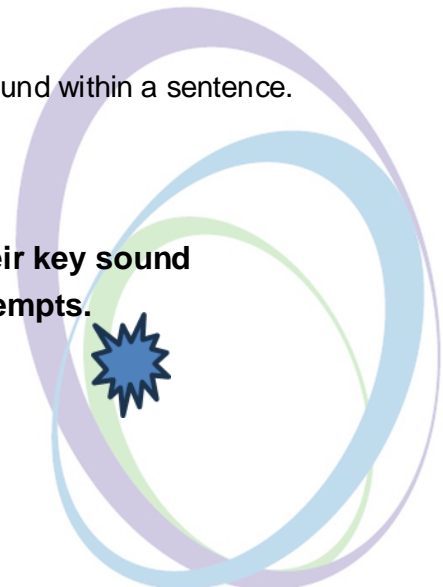 und within a sentence.
eir key sound
empts.